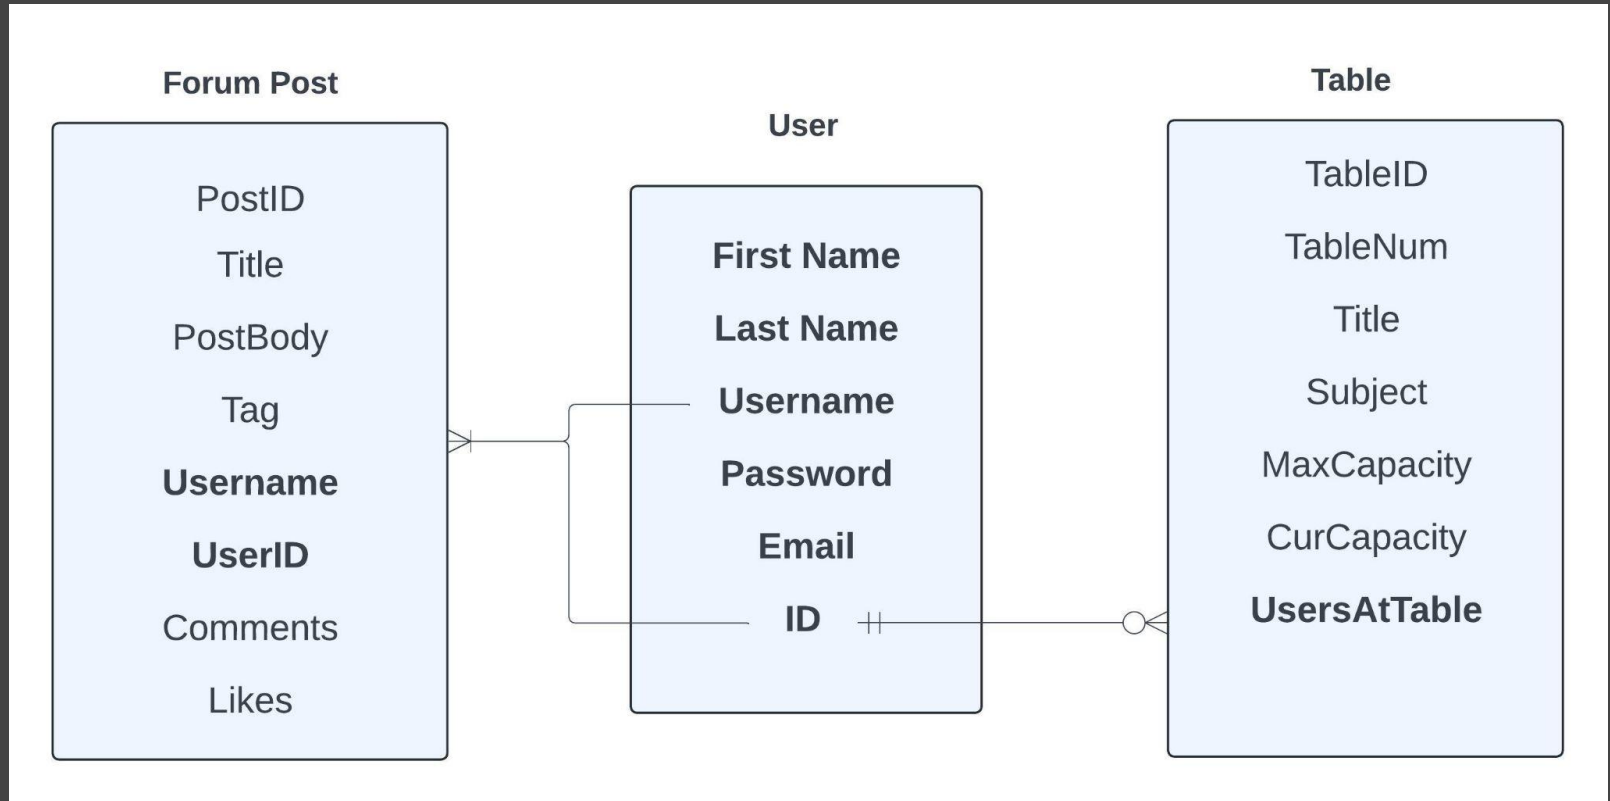 Forum Post
PostID
Title
PostBody
Tag
Username
UserID
Comments
Likes
User
First Name
Last Name
Username
Password
Email
ID
Table
TableID
TableNum
Title
Subject
MaxCapacity
CurCapacity
UsersAtTable